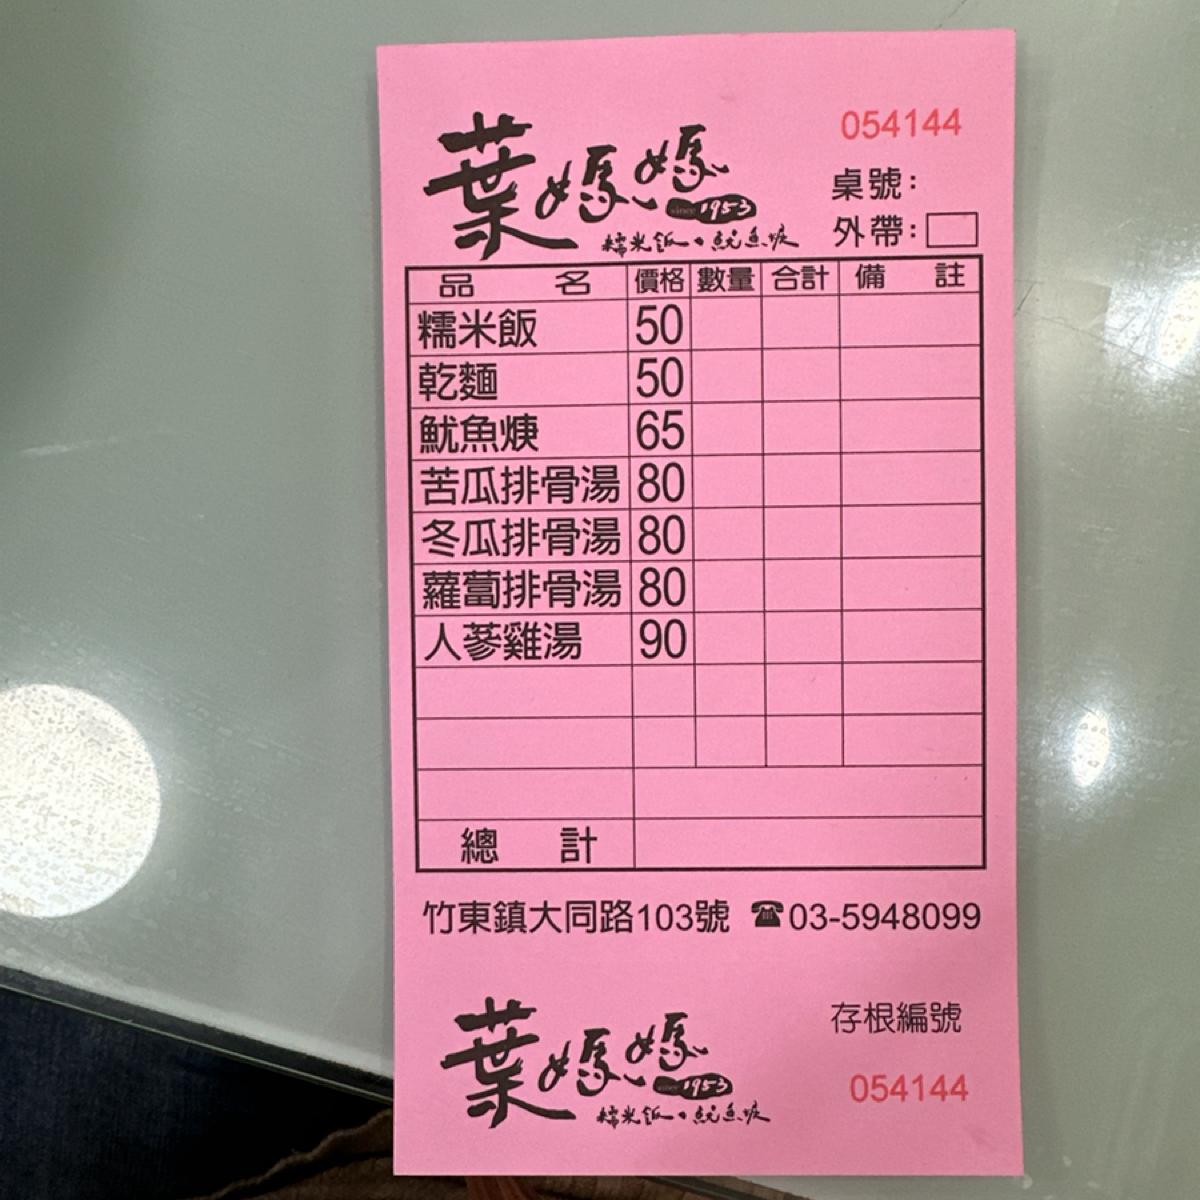 054144
葉媽媽
since 1953
糯米飯、魷魚焿
桌號：
外帶：
品名 價格 數量 合計 備註
糯米飯 50
乾麵 50
魷魚焿 65
苦瓜排骨湯 80
冬瓜排骨湯 80
蘿蔔排骨湯 80
人蔘雞湯 90
總計
竹東鎮大同路103號 ☎03-5948099
葉媽媽
since 1953
糯米飯、魷魚焿
存根編號
054144